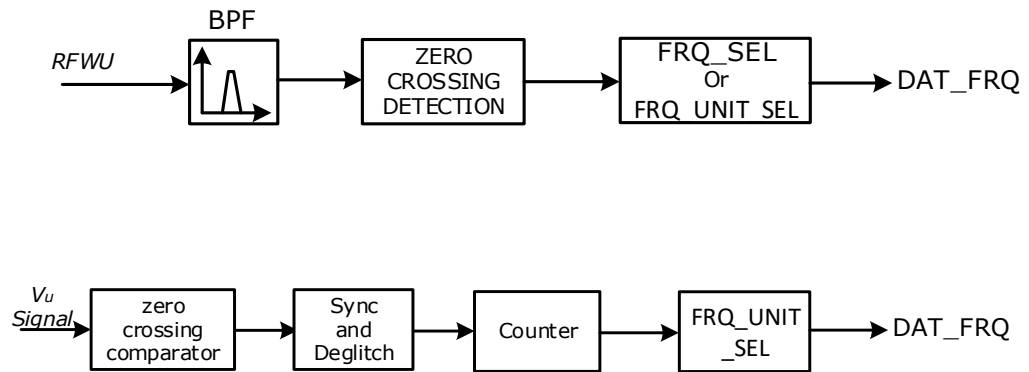 BPF
RFWU
ZERO
CROSSING
DETECTION
FRQ_SEL
Or
FRQ_UNIT_SEL
DAT_FRQ
Vu
Signal
zero
crossing
comparator
Sync
and
Deglitch
Counter
FRQ_UNIT
_SEL
DAT_FRQ